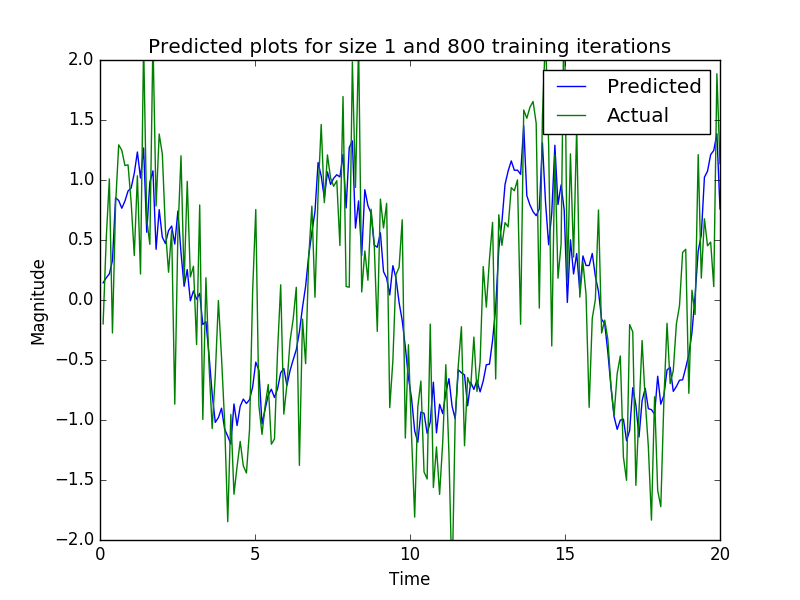 Predicted plots for size 1 and 800 training iterations
Predicted
Actual
2.0
1.5
1.0
0.5
0.0
−0.5
−1.0
−1.5
−2.0
Magnitude
0 5 10 15 20
Time